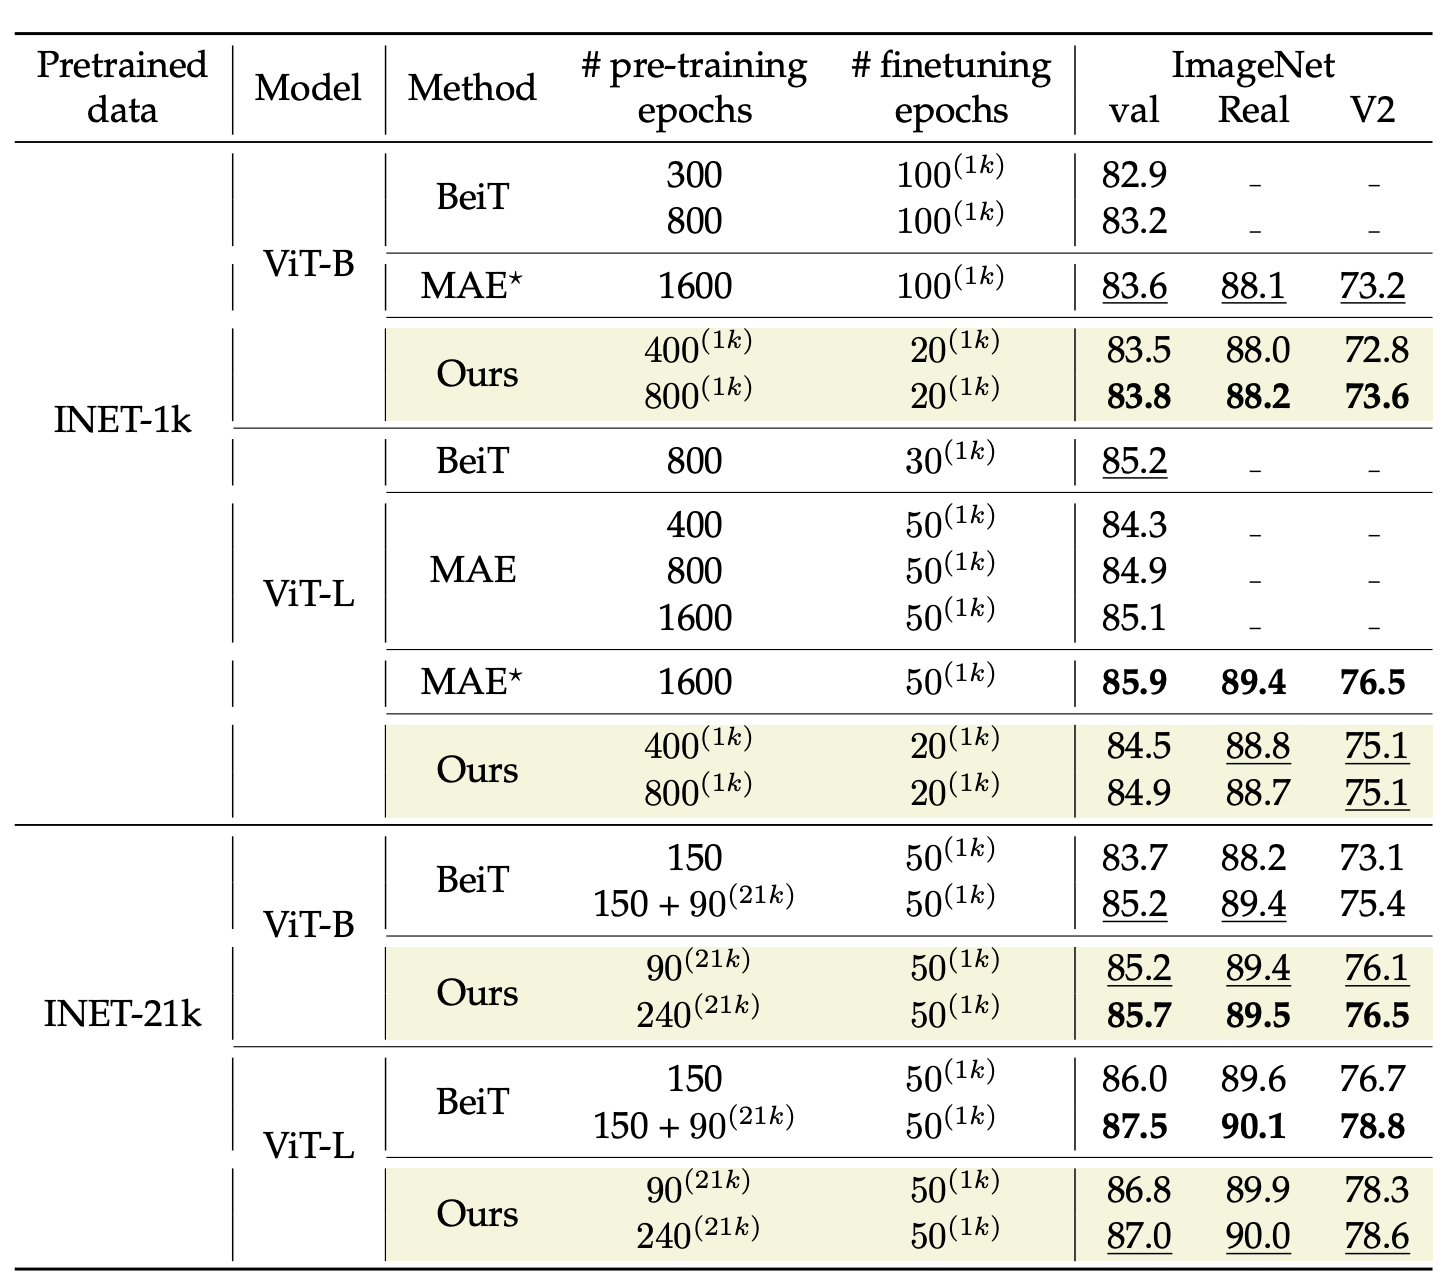 Pretrained data Model Method # pre-training epochs # finetuning epochs ImageNet
val Real V2
INET-1k
ViT-B
BeiT
300 100(1k) 82.9 – –
800 100(1k) 83.2 – –
MAE* 1600 100(1k) 83.6 88.1 73.2
Ours
400(1k) 20(1k) 83.5 88.0 72.8
800(1k) 20(1k) 83.8 88.2 73.6
ViT-L
BeiT 800 30(1k) 85.2 – –
MAE
400 50(1k) 84.3 – –
800 50(1k) 84.9 – –
1600 50(1k) 85.1 – –
MAE* 1600 50(1k) 85.9 89.4 76.5
Ours
400(1k) 20(1k) 84.5 88.8 75.1
800(1k) 20(1k) 84.9 88.7 75.1
INET-21k
ViT-B
BeiT
150 50(1k) 83.7 88.2 73.1
150 + 90(21k) 50(1k) 85.2 89.4 75.4
Ours
90(21k) 50(1k) 85.2 89.4 76.1
240(21k) 50(1k) 85.7 89.5 76.5
ViT-L
BeiT
150 50(1k) 86.0 89.6 76.7
150 + 90(21k) 50(1k) 87.5 90.1 78.8
Ours
90(21k) 50(1k) 86.8 89.9 78.3
240(21k) 50(1k) 87.0 90.0 78.6